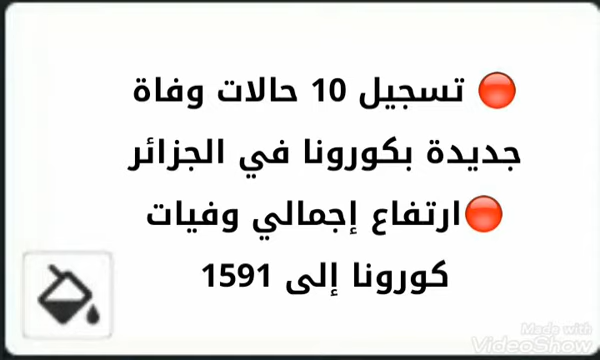 🔴 تسجيل 10 حالات وفاة
جديدة بكورونا في الجزائر
🔴ارتفاع إجمالي وفيات
كورونا إلى 1591
Made with
VideoShow